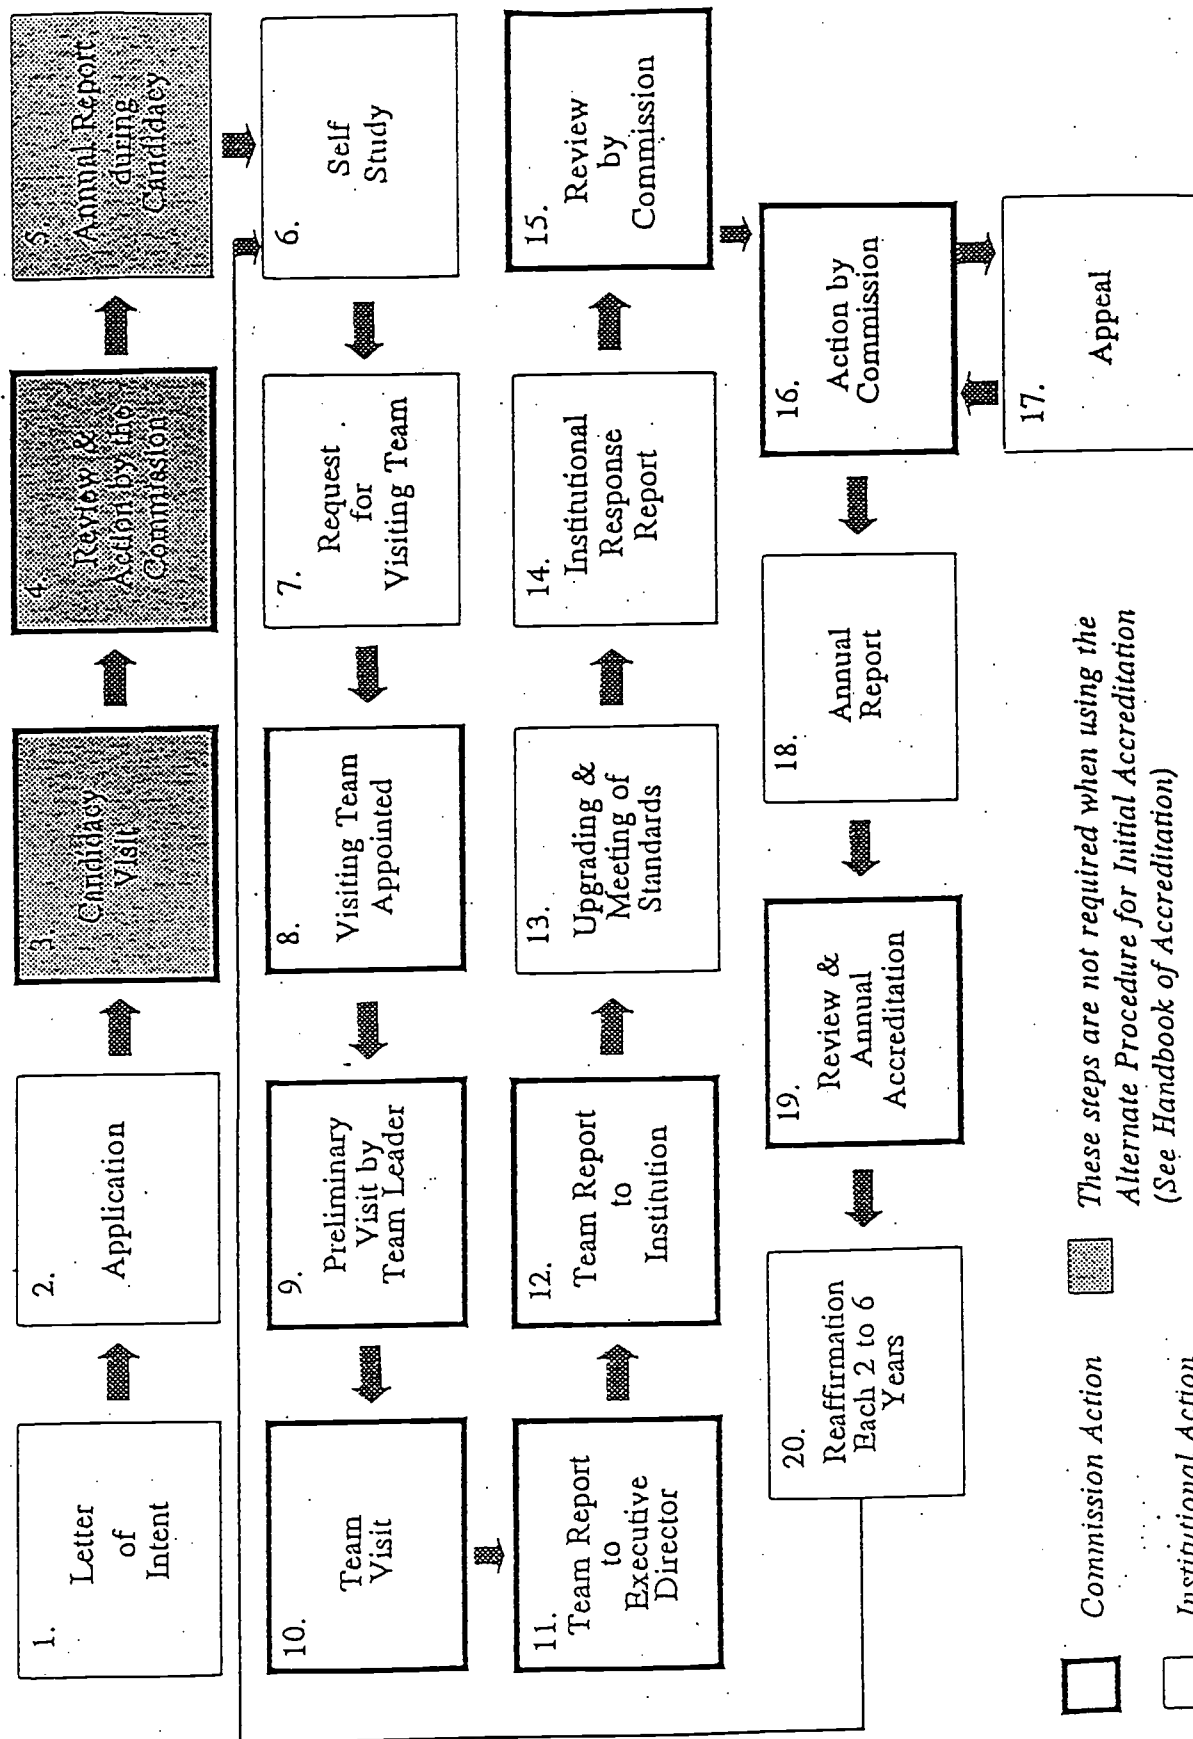 1.
Letter
of
Intent
2.
Application
3.
Candidacy
Visit
4.
Review &
Action by the
Commission
5.
Annual Report
during
Candidacy
6.
Self
Study
7.
Request
for
Visiting Team
8.
Visiting Team
Appointed
9.
Preliminary
Visit by
Team Leader
10.
Team
Visit
11.
Team Report
to
Executive
Director
12.
Team Report
to
Institution
13.
Upgrading &
Meeting of
Standards
14.
Institutional
Response
Report
15.
Review
by
Commission
16.
Action by
Commission
17.
Appeal
18.
Annual
Report
19.
Review &
Annual
Accreditation
20.
Reaffirmation
Each 2 to 6
Years
Commission Action
Institutional Action
These steps are not required when using the
Alternate Procedure for Initial Accreditation
(See Handbook of Accreditation)